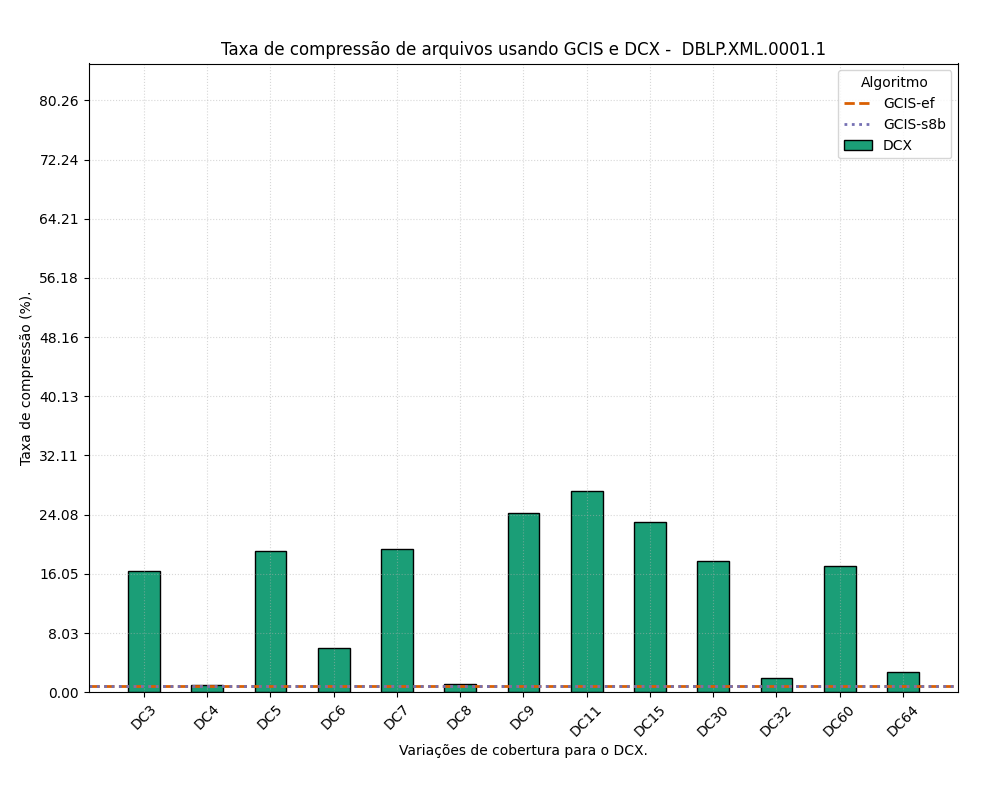 Taxa de compressão de arquivos usando GCIS e DCX -  DBLP.XML.0001.1
Algoritmo
GCIS-ef
GCIS-s8b
DCX
Taxa de compressão (%).
80.26
72.24
64.21
56.18
48.16
40.13
32.11
24.08
16.05
8.03
0.00
DC3
DC4
DC5
DC6
DC7
DC8
DC9
DC11
DC15
DC30
DC32
DC60
DC64
Variações de cobertura para o DCX.